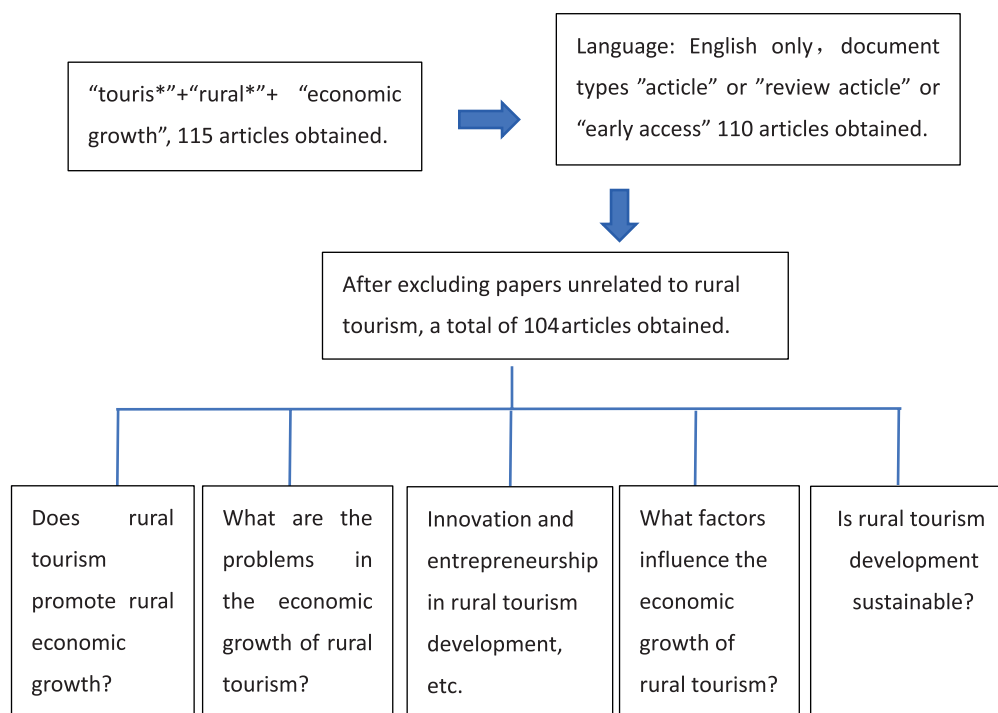 “touris*”+“rural*”+ “economic
growth”, 115 articles obtained.
Language: English only，document
types ”acticle” or ”review acticle” or
“early access” 110 articles obtained.
After excluding papers unrelated to rural
tourism, a total of 104articles obtained.
Does rural
tourism
promote rural
economic
growth?
What are the
problems in
the economic
growth of rural
tourism?
Innovation and
entrepreneurship
in rural tourism
development,
etc.
What factors
influence the
economic
growth of
rural tourism?
Is rural tourism
development
sustainable?